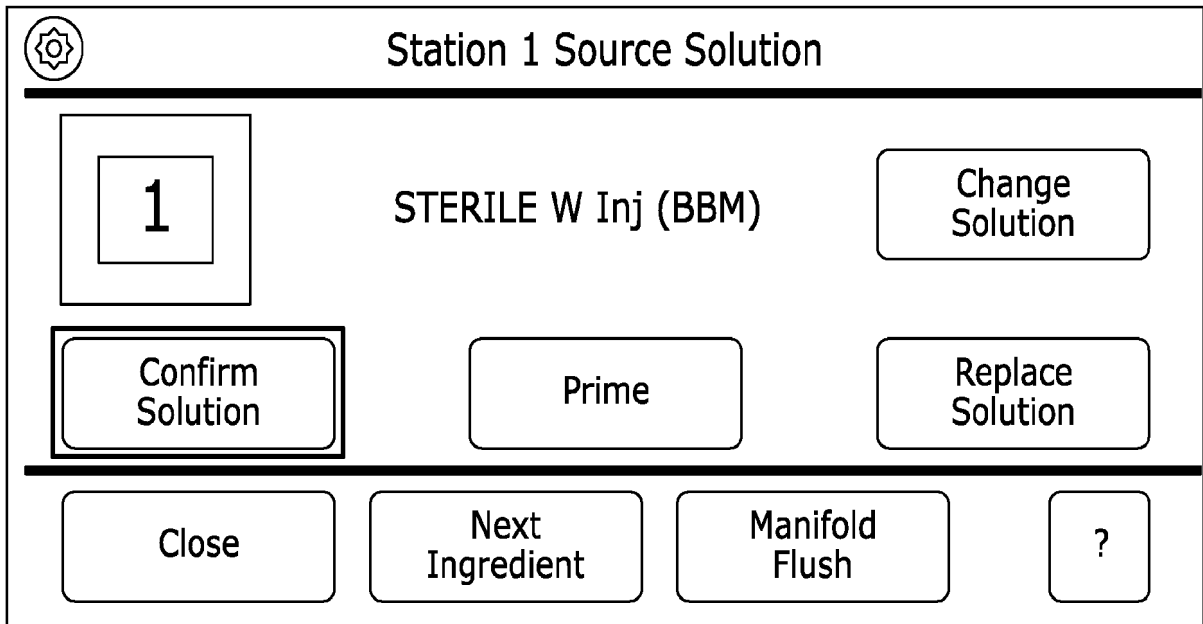 Station 1 Source Solution
1
STERILE W Inj (BBM)
Change
Solution
Confirm
Solution
Prime
Replace
Solution
Close
Next
Ingredient
Manifold
Flush
?